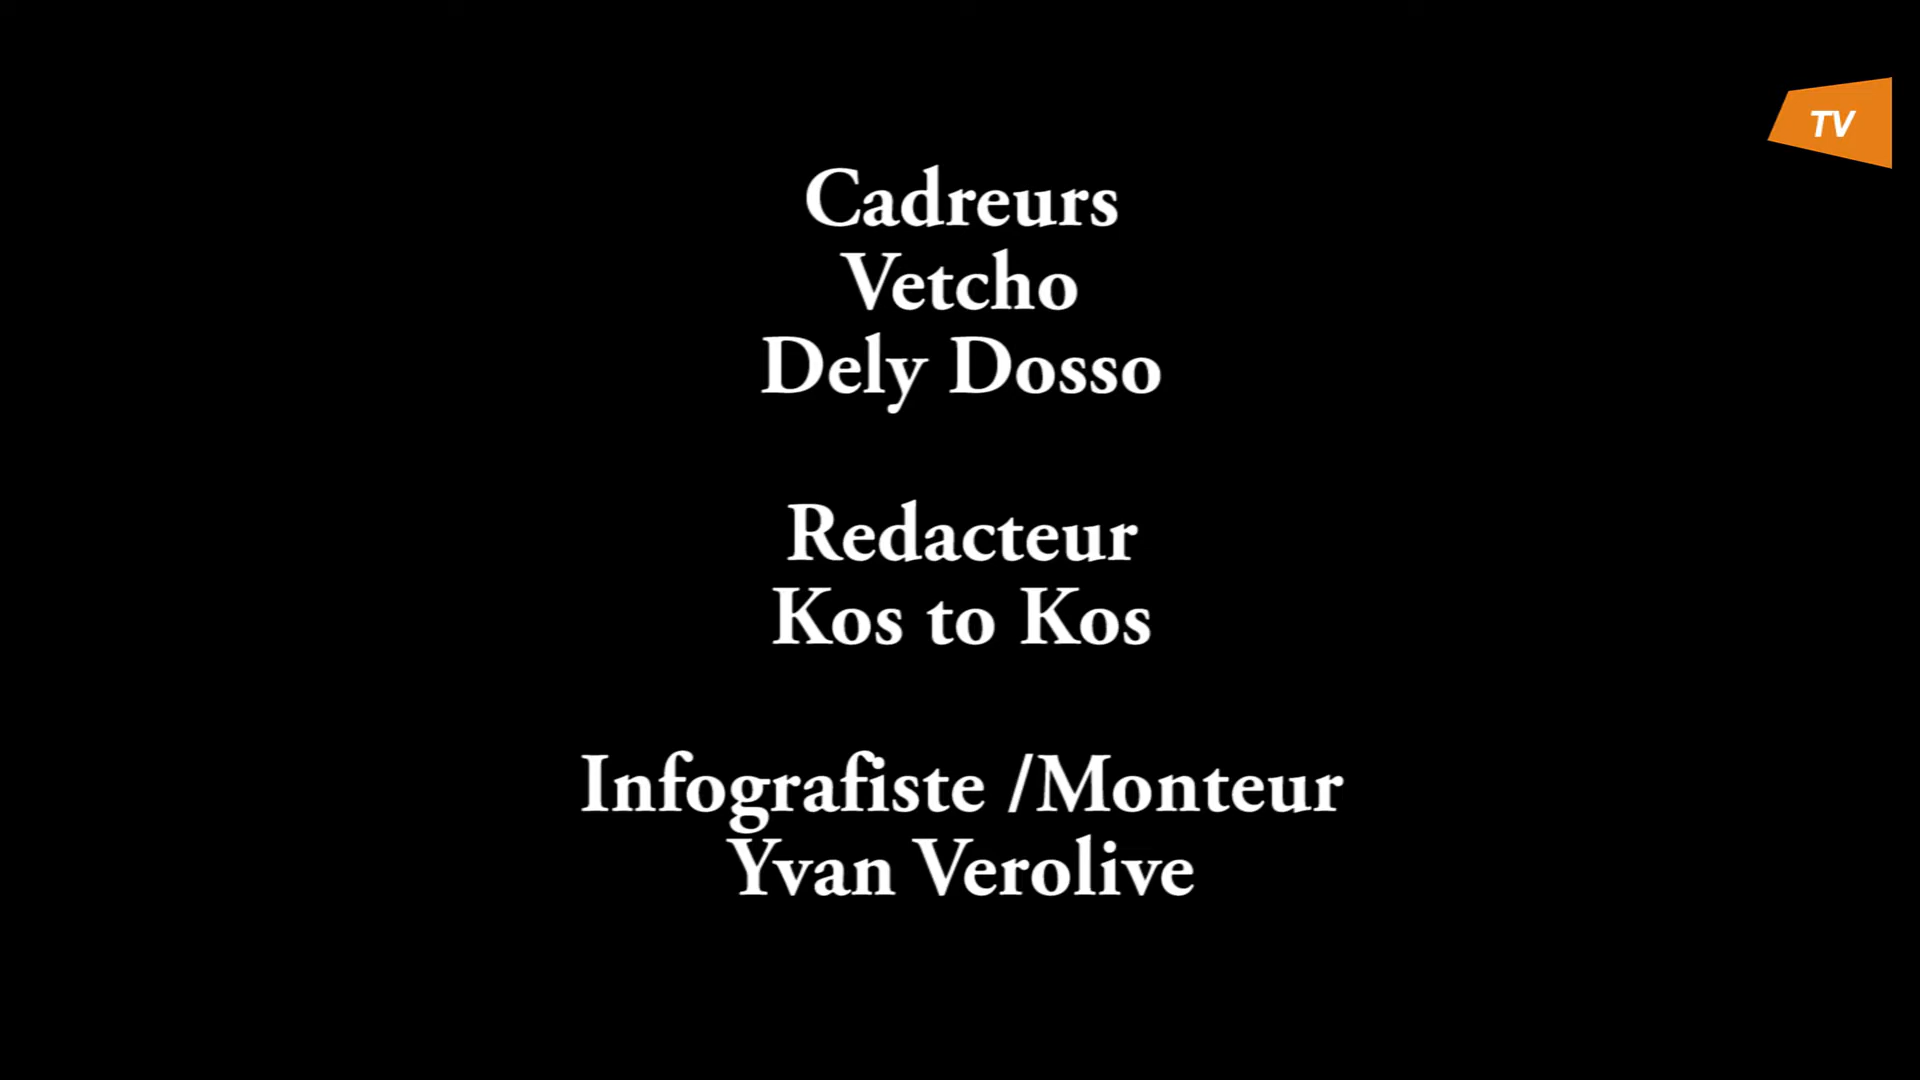 TV
Cadreurs
Vetcho
Dely Dosso
Redacteur
Kos to Kos
Infografiste /Monteur
Yvan Verolive